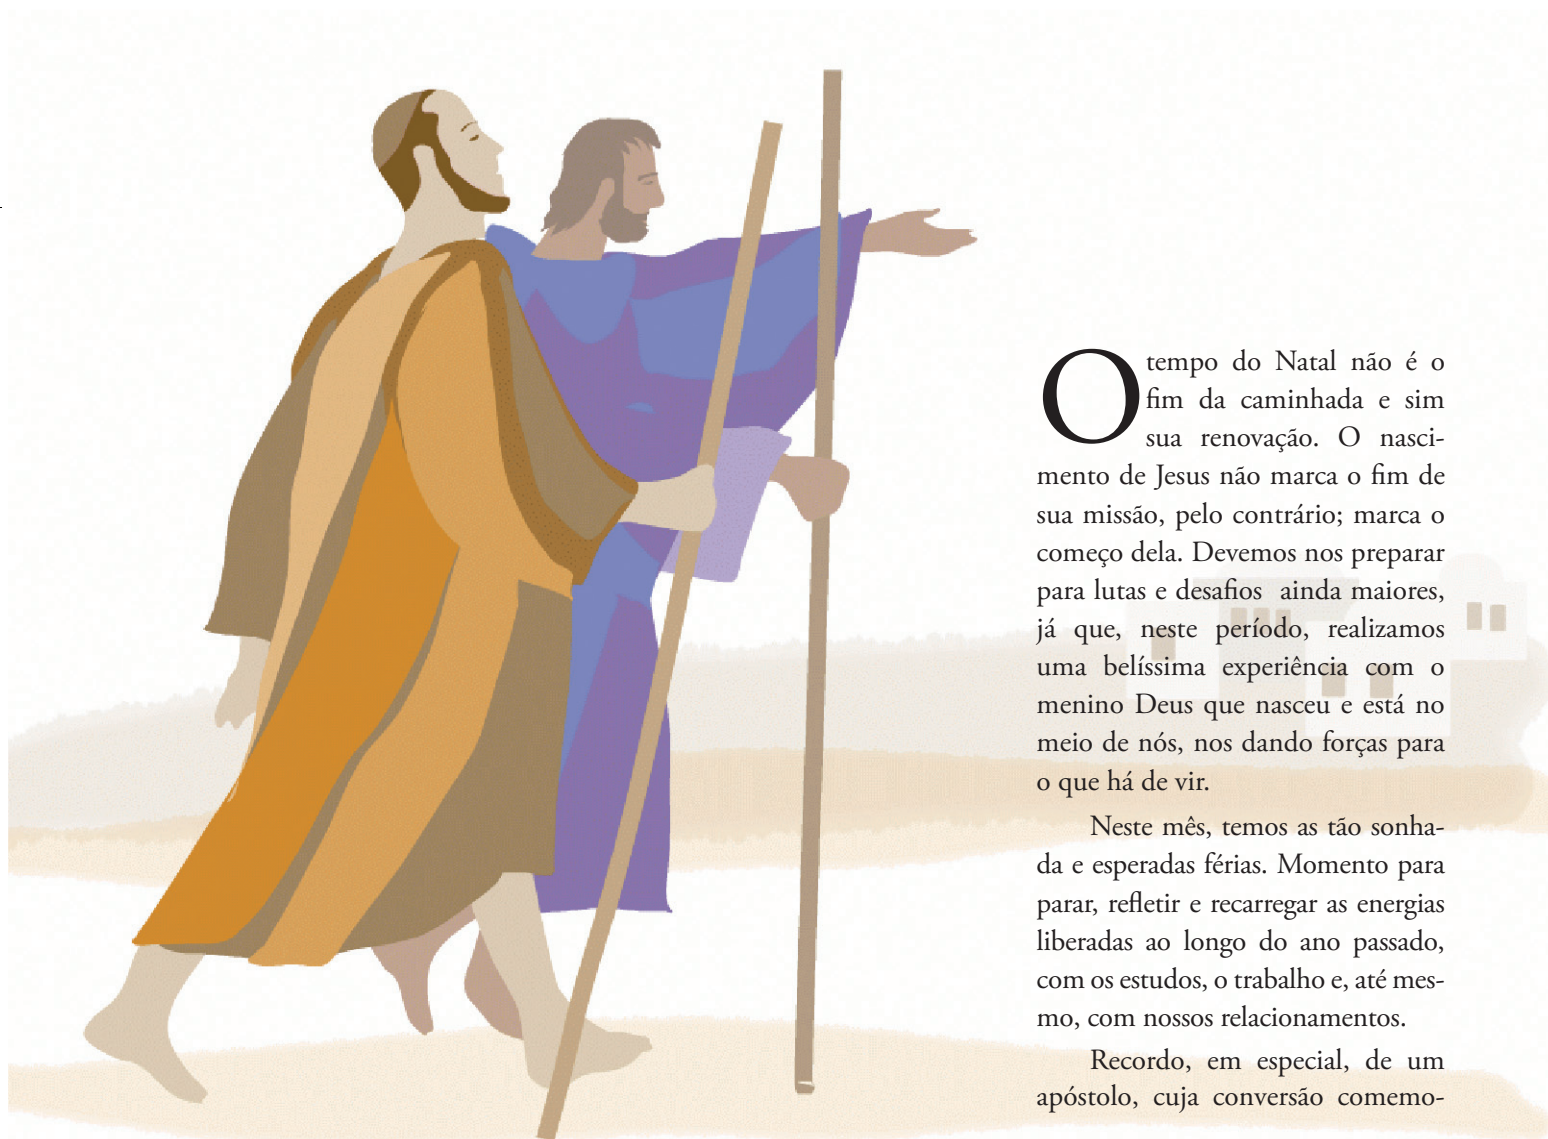 O tempo do Natal não é o
fim da caminhada e sim
sua renovação. O nasci-
mento de Jesus não marca o fim de
sua missão, pelo contrário; marca o
começo dela. Devemos nos preparar
para lutas e desafios ainda maiores,
já que, neste período, realizamos
uma belíssima experiência com o
menino Deus que nasceu e está no
meio de nós, nos dando forças para
o que há de vir.
Neste mês, temos as tão sonha-
da e esperadas férias. Momento para
parar, refletir e recarregar as energias
liberadas ao longo do ano passado,
com os estudos, o trabalho e, até mes-
mo, com nossos relacionamentos.
Recordo, em especial, de um
apóstolo, cuja conversão comemo-